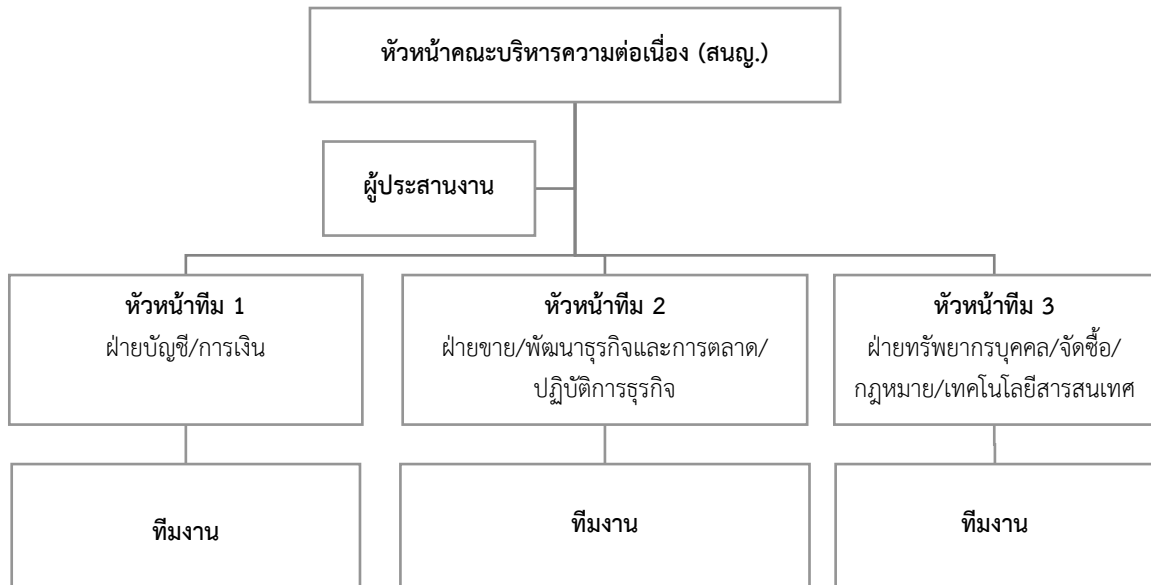 หัวหน้าคณะบริหารความต่อเนื่อง (สนญ.)
ผู้ประสานงาน
หัวหน้าทีม 1
ฝ่ายบัญชี/การเงิน
หัวหน้าทีม 2
ฝ่ายขาย/พัฒนาธุรกิจและการตลาด/
ปฏิบัติการธุรกิจ
หัวหน้าทีม 3
ฝ่ายทรัพยากรบุคคล/จัดซื้อ/
กฎหมาย/เทคโนโลยีสารสนเทศ
ทีมงาน
ทีมงาน
ทีมงาน